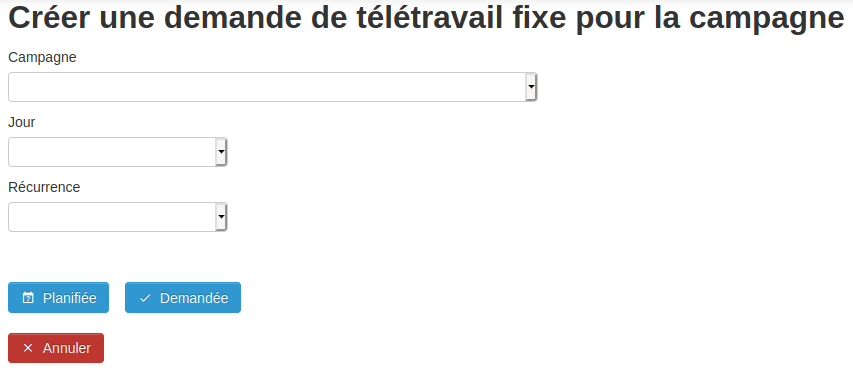 Créer une demande de télétravail fixe pour la campagne
Campagne
Jour
Récurrence
Planifiée
Demandée
Annuler